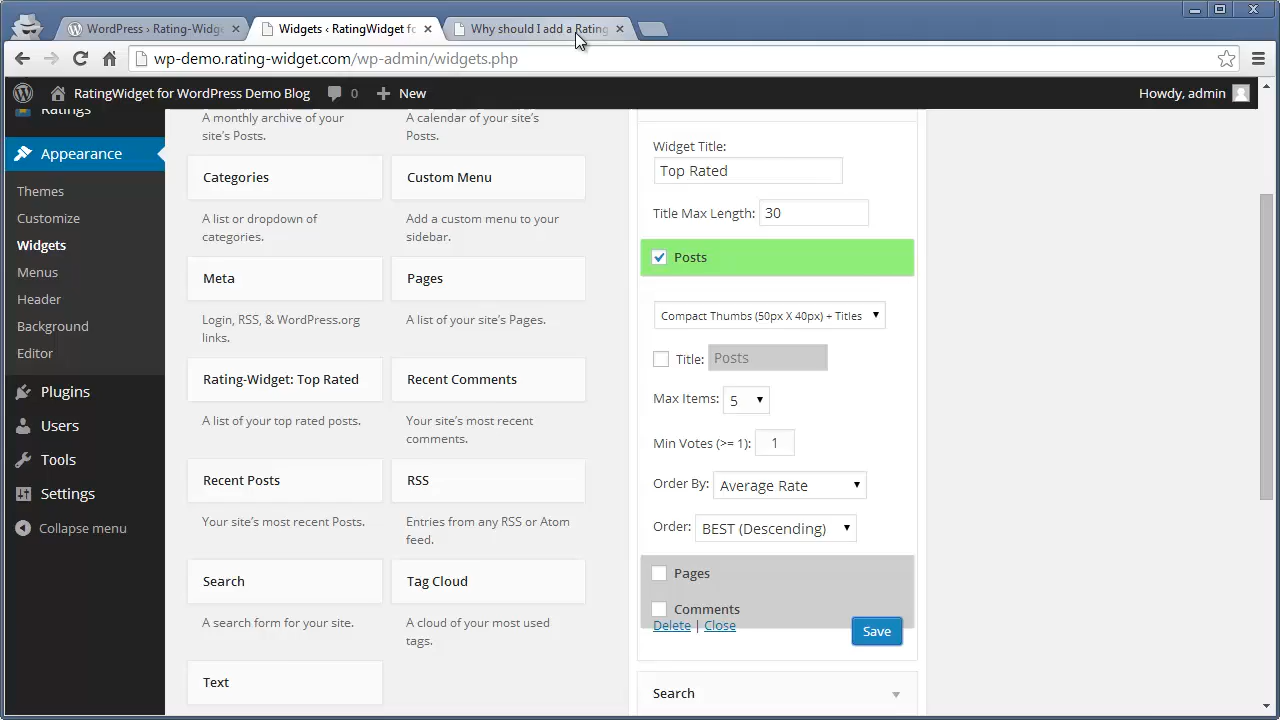 WordPress › Rating-Widge
Widgets ‹ RatingWidget fo
Why should I add a Rating
wp-demo.rating-widget.com/wp-admin/widgets.php
RatingWidget for WordPress Demo Blog
0
New
Howdy, admin
Ratings
Appearance
Themes
Customize
Widgets
Menus
Header
Background
Editor
Plugins
Users
Tools
Settings
Collapse menu
A monthly archive of your
site's Posts.
A calendar of your site's
Posts.
Categories
Custom Menu
A list or dropdown of
categories.
Add a custom menu to your
sidebar.
Meta
Pages
Login, RSS, & WordPress.org
links.
A list of your site's Pages.
Rating-Widget: Top Rated
Recent Comments
A list of your top rated posts.
Your site's most recent
comments.
Recent Posts
RSS
Your site's most recent Posts.
Entries from any RSS or Atom
feed.
Search
Tag Cloud
A search form for your site.
A cloud of your most used
tags.
Text
Widget Title:
Top Rated
Title Max Length: 30
Posts
Compact Thumbs (50px X 40px) + Titles
Title: Posts
Max Items: 5
Min Votes (>= 1): 1
Order By: Average Rate
Order: BEST (Descending)
Pages
Comments
Delete | Close
Save
Search